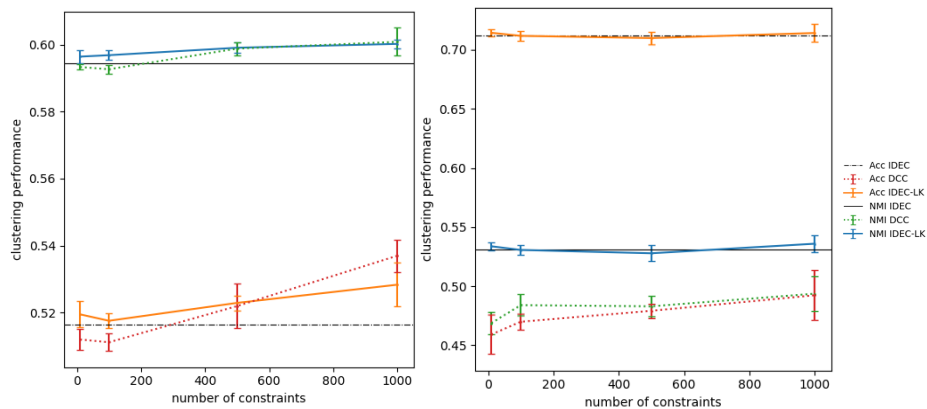 0.60
0.58
0.56
0.54
0.52
clustering performance
0 200 400 600 800 1000
number of constraints
0.70
0.65
0.60
0.55
0.50
0.45
clustering performance
0 200 400 600 800 1000
number of constraints
Acc IDEC
Acc DCC
Acc IDEC-LK
NMI IDEC
NMI DCC
NMI IDEC-LK